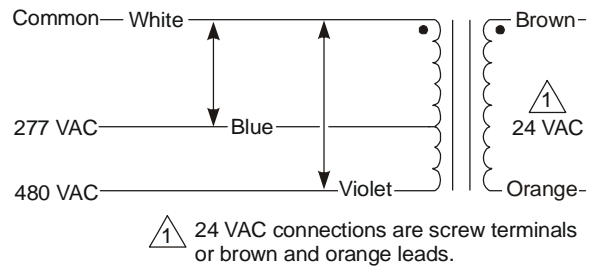 Common White Brown
1
277 VAC Blue 24 VAC
480 VAC Violet Orange
1 24 VAC connections are screw terminals
or brown and orange leads.